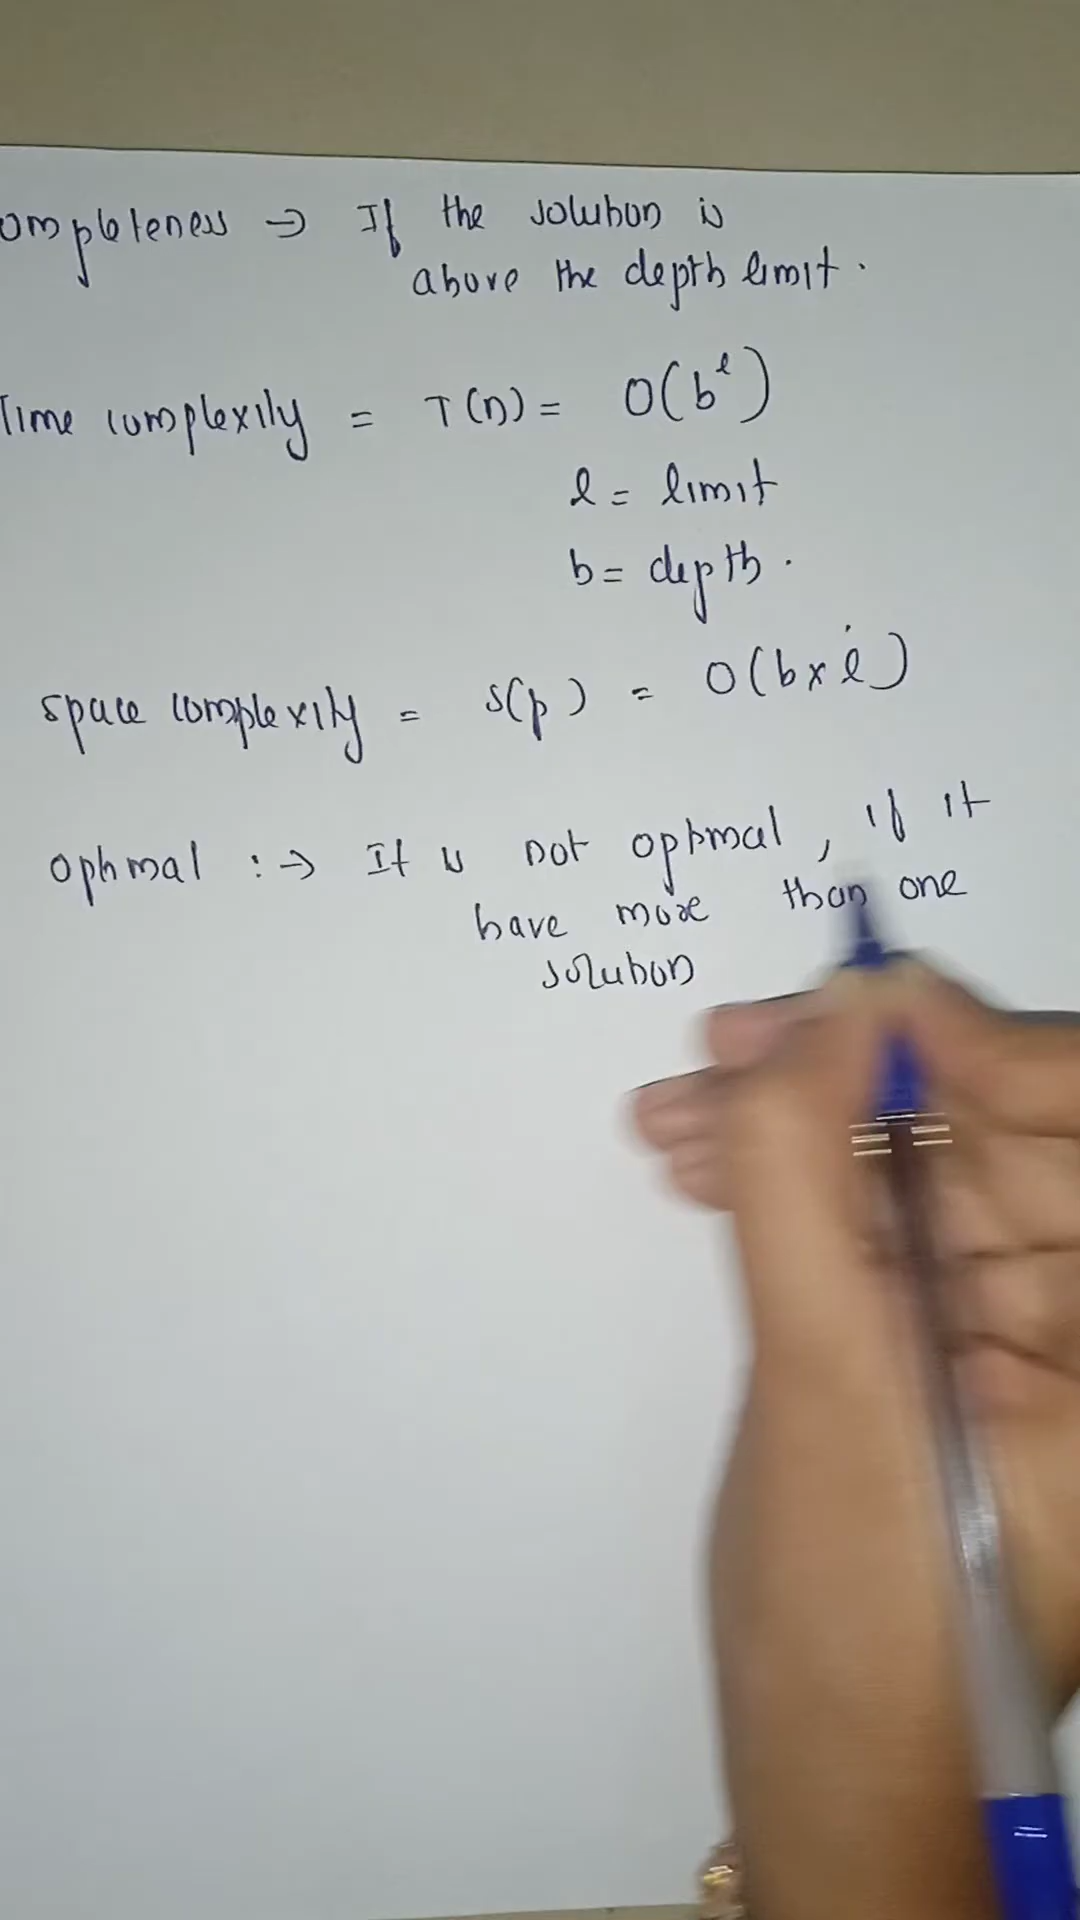 ompleteness → If the solution is
above the depth limit.
Time complexity = T(n) = O(b^l)
l = limit
b = depth.
space complexity = s(p) = O(b x l)
optimal :→ It is not optimal, if it
have more than one
solution